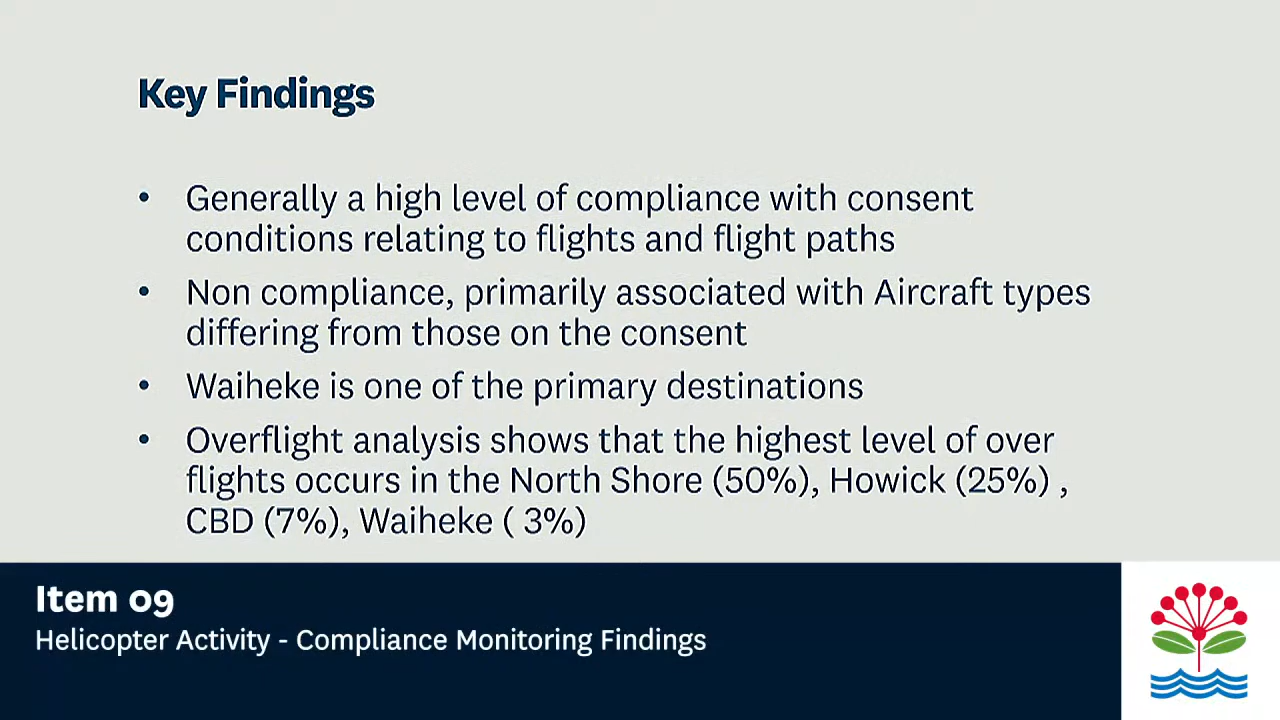 Key Findings
• Generally a high level of compliance with consent
conditions relating to flights and flight paths
• Non compliance, primarily associated with Aircraft types
differing from those on the consent
• Waiheke is one of the primary destinations
• Overflight analysis shows that the highest level of over
flights occurs in the North Shore (50%), Howick (25%) ,
CBD (7%), Waiheke ( 3%)
Item 09
Helicopter Activity - Compliance Monitoring Findings